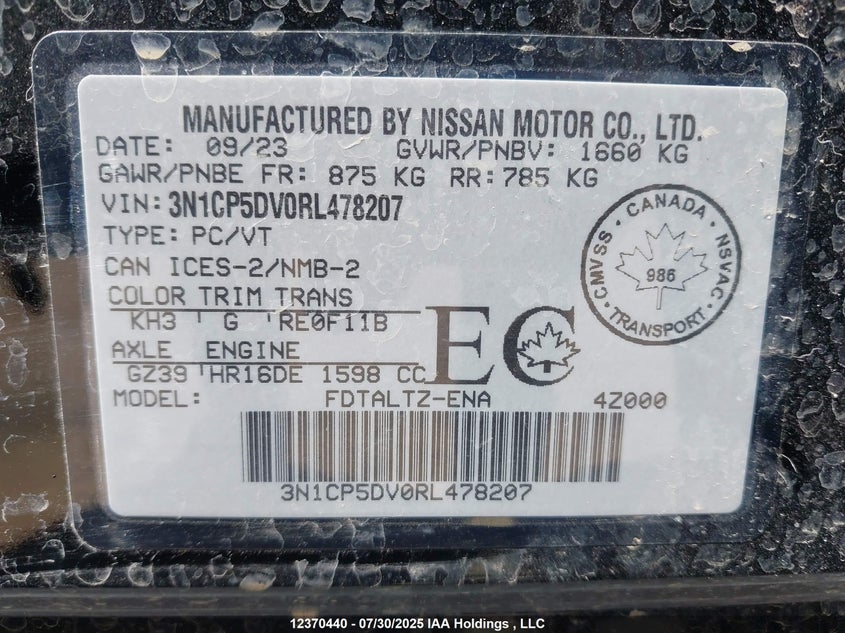 MANUFACTURED BY NISSAN MOTOR CO., LTD.
DATE: 09/23 GVWR/PNBV: 1660 KG
GAWR/PNBE FR: 875 KG RR:785 KG
VIN: 3N1CP5DV0RL478207
TYPE: PC/VT
CAN ICES-2/NMB-2
COLOR TRIM TRANS
KH3 G RE0F11B
AXLE ENGINE
GZ39 HR16DE 1598 CC
EC
MODEL: FDTALTZ-ENA 4Z000
3N1CP5DV0RL478207
CANADA
CMVSS
NSVAC
986
TRANSPORT
12370440 - 07/30/2025 IAA Holdings , LLC